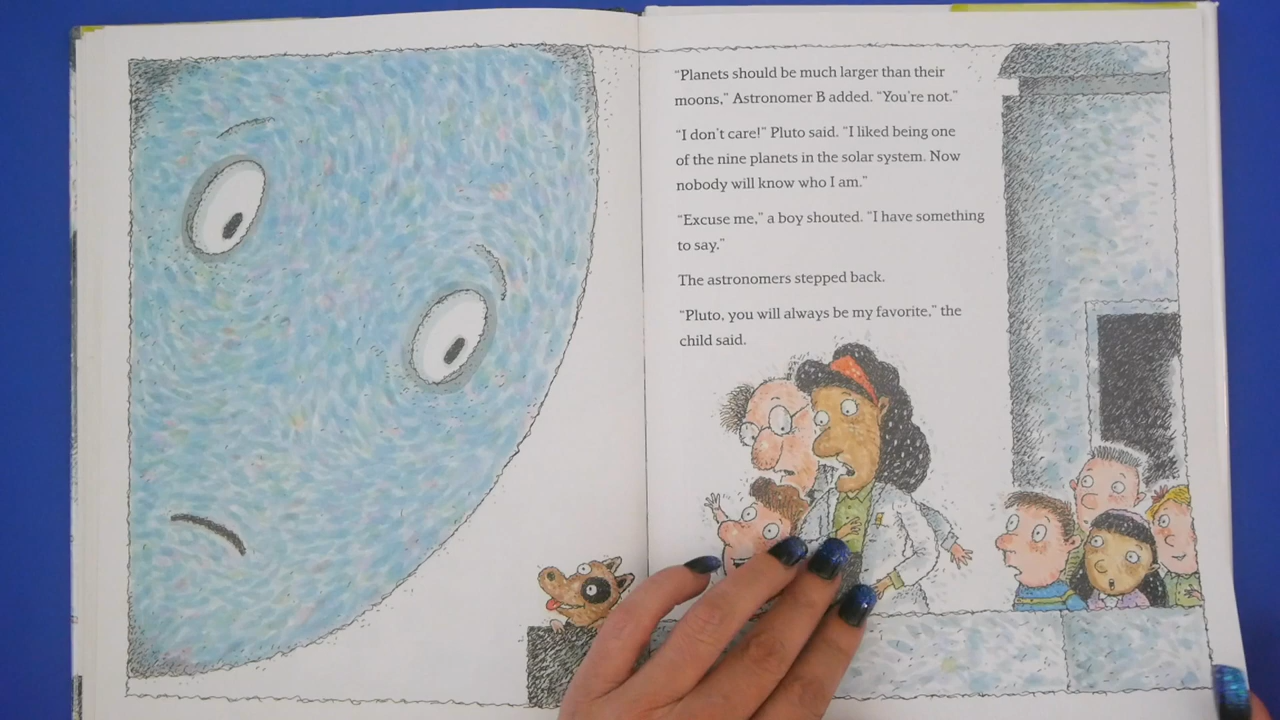 “Planets should be much larger than their
moons,” Astronomer B added. “You’re not.”
“I don’t care!” Pluto said. “I liked being one
of the nine planets in the solar system. Now
nobody will know who I am.”
“Excuse me,” a boy shouted. “I have something
to say.”
The astronomers stepped back.
“Pluto, you will always be my favorite,” the
child said.